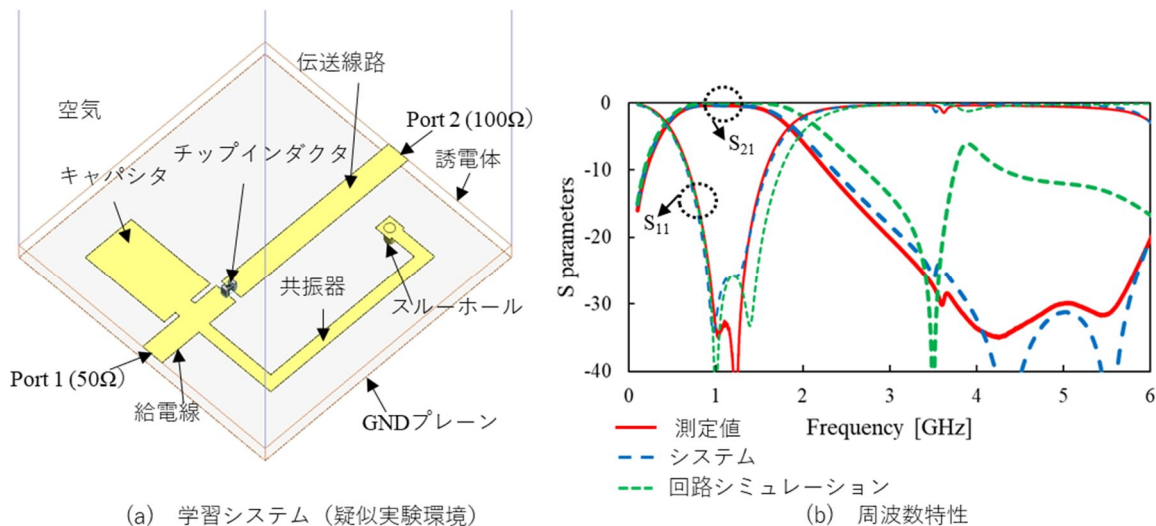 空気
伝送線路
Port 2 (100Ω)
チップインダクタ
誘電体
キャパシタ
共振器
スルーホール
Port 1 (50Ω)
給電線
GNDプレーン
(a) 学習システム（疑似実験環境）
0
-10
-20
-30
-40
S parameters
S21
S11
0 1 2 3 4 5 6
Frequency [GHz]
測定値
システム
回路シミュレーション
(b) 周波数特性